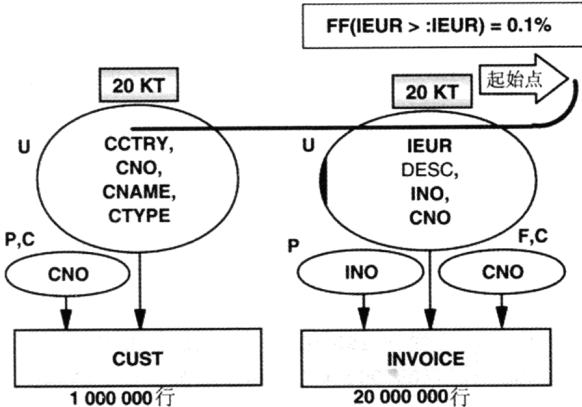 FF(IEUR > :IEUR) = 0.1%
起始点
20 KT
20 KT
U
CCTRY,
CNO,
CNAME,
CTYPE
U
IEUR
DESC,
INO,
CNO
P,C
CNO
P
INO
F,C
CNO
CUST
INVOICE
1 000 000行
20 000 000行